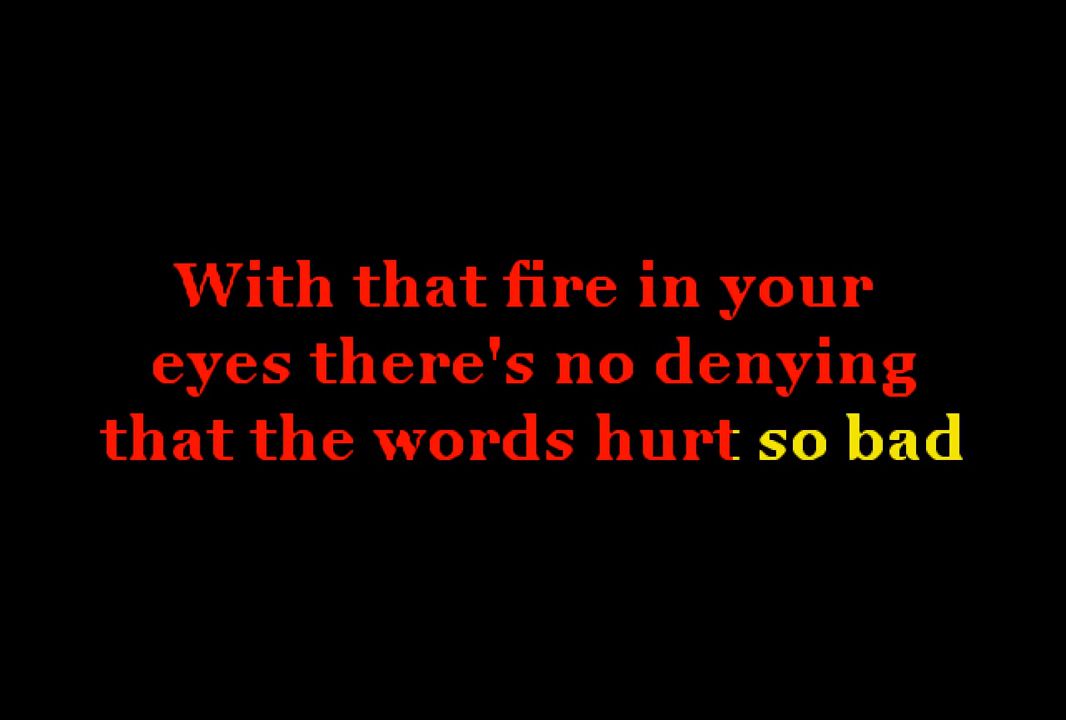 With that fire in your
eyes there's no denying
that the words hurt so bad